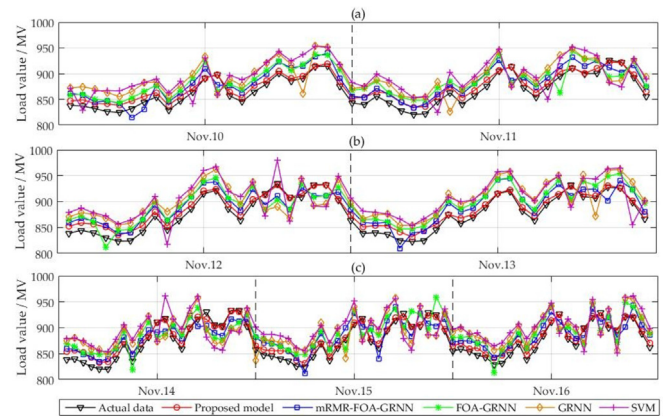 (a)
Load value / MV
1000
950
900
850
800
Nov.10 Nov.11
(b)
Load value / MV
1000
950
900
850
800
Nov.12 Nov.13
(c)
Load value / MV
1000
950
900
850
800
Nov.14 Nov.15 Nov.16
Actual data Proposed model mRMR-FOA-GRNN FOA-GRNN GRNN SVM